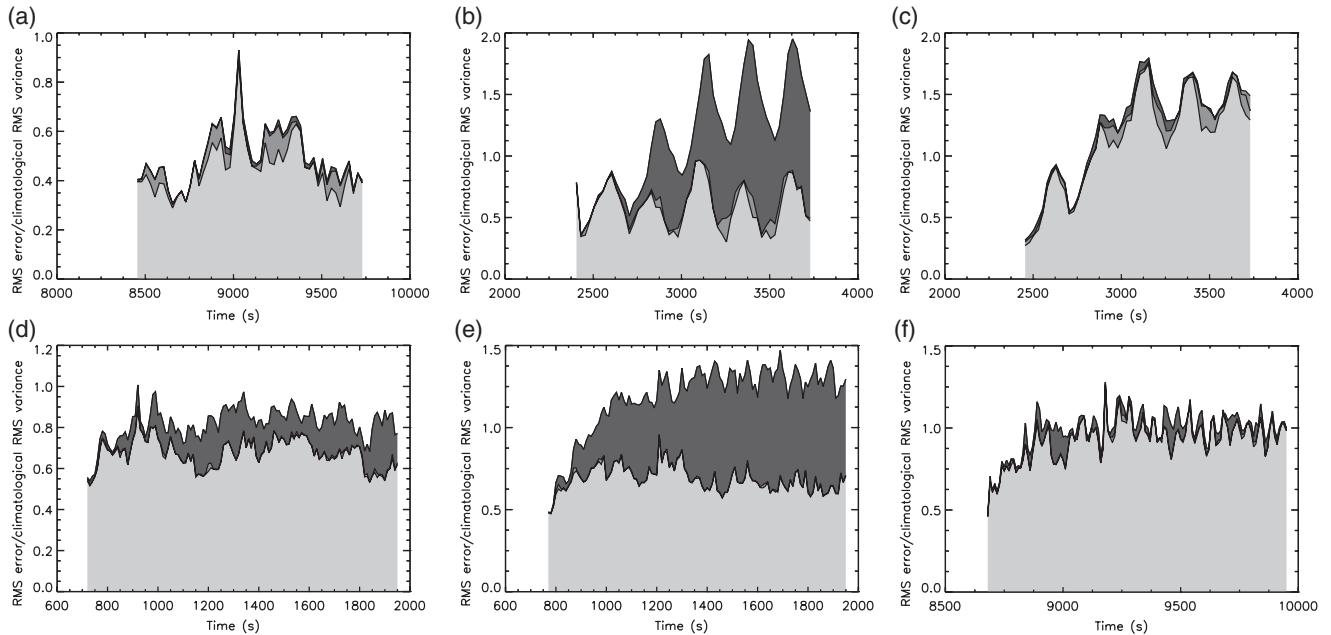 (a)
RMS error/climatological RMS variance
1.0
0.8
0.6
0.4
0.2
0.0
8000 8500 9000 9500 10000
Time (s)
(b)
RMS error/climatological RMS variance
2.0
1.5
1.0
0.5
0.0
2000 2500 3000 3500 4000
Time (s)
(c)
RMS error/climatological RMS variance
2.0
1.5
1.0
0.5
0.0
2000 2500 3000 3500 4000
Time (s)
(d)
RMS error/climatological RMS variance
1.2
1.0
0.8
0.6
0.4
0.2
0.0
600 800 1000 1200 1400 1600 1800 2000
Time (s)
(e)
RMS error/climatological RMS variance
1.5
1.0
0.5
0.0
600 800 1000 1200 1400 1600 1800 2000
Time (s)
(f)
RMS error/climatological RMS variance
1.5
1.0
0.5
0.0
8500 9000 9500 10000
Time (s)